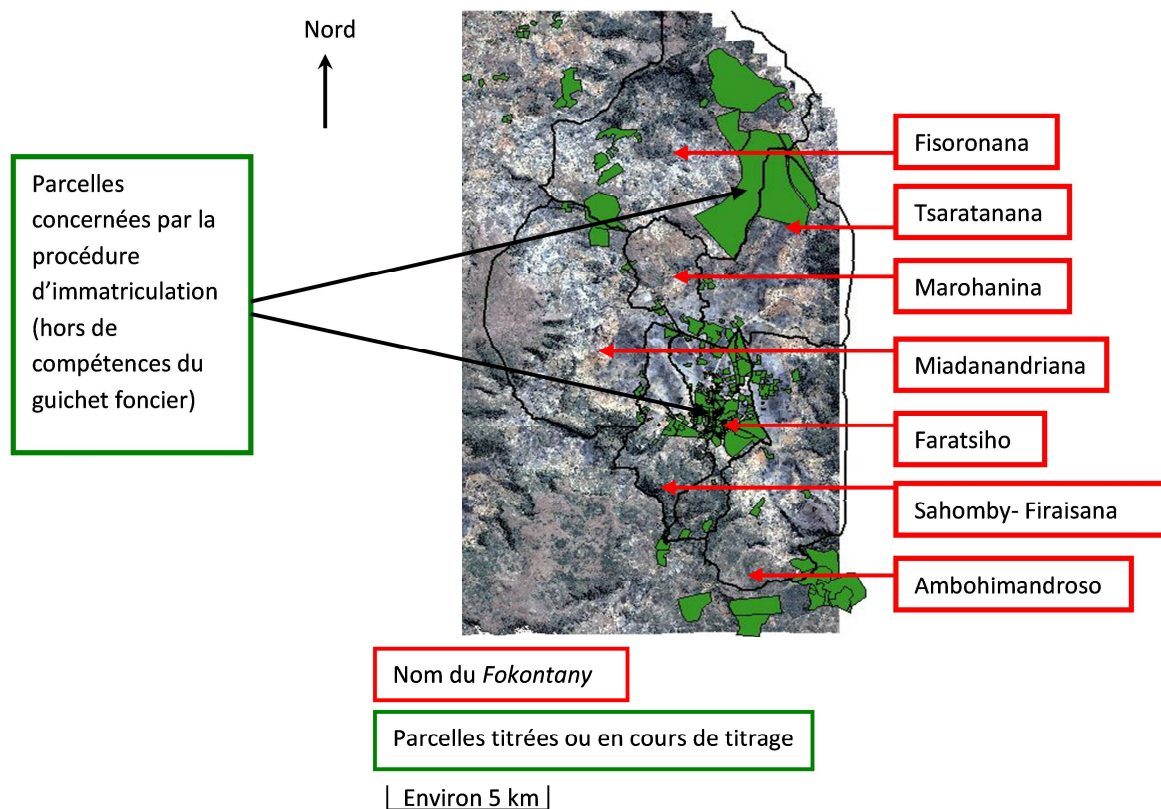 Nord
Parcelles
concernées par la
procédure
d'immatriculation
(hors de
compétences du
guichet foncier)
Fisoronana
Tsaratanana
Marohanina
Miadanandriana
Faratsiho
Sahomby- Firaisana
Ambohimandroso
Nom du Fokontany
Parcelles titrées ou en cours de titrage
Environ 5 km